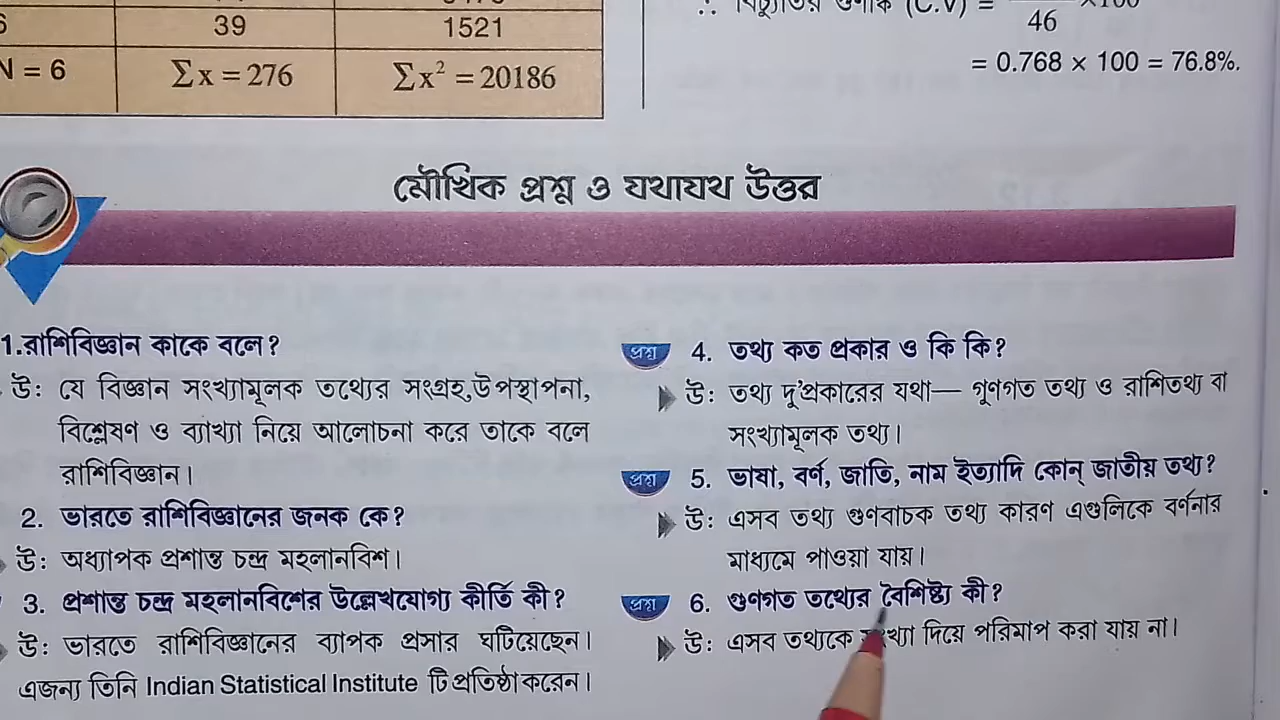 39
1521
N = 6
∑x = 276
∑x² = 20186
46
= 0.768 × 100 = 76.8%.
মৌখিক প্রশ্ন ও যথাযথ উত্তর
1.রাশিবিজ্ঞান কাকে বলে?
উ: যে বিজ্ঞান সংখ্যামূলক তথ্যের সংগ্রহ,উপস্থাপনা,
বিশ্লেষণ ও ব্যাখ্যা নিয়ে আলোচনা করে তাকে বলে
রাশিবিজ্ঞান।
2. ভারতে রাশিবিজ্ঞানের জনক কে?
উ: অধ্যাপক প্রশান্ত চন্দ্র মহলানবিশ।
3. প্রশান্ত চন্দ্র মহলানবিশের উল্লেখযোগ্য কীর্তি কী?
উ: ভারতে রাশিবিজ্ঞানের ব্যাপক প্রসার ঘটিয়েছেন।
এজন্য তিনি Indian Statistical Institute টি প্রতিষ্ঠা করেন।
প্রশ্ন 4. তথ্য কত প্রকার ও কি কি?
উ: তথ্য দু'প্রকারের যথা— গুণগত তথ্য ও রাশিতথ্য বা
সংখ্যামূলক তথ্য।
প্রশ্ন 5. ভাষা, বর্ণ, জাতি, নাম ইত্যাদি কোন্ জাতীয় তথ্য?
উ: এসব তথ্য গুণবাচক তথ্য কারণ এগুলিকে বর্ণনার
মাধ্যমে পাওয়া যায়।
প্রশ্ন 6. গুণগত তথ্যের বৈশিষ্ট্য কী?
উ: এসব তথ্যকে সংখ্যা দিয়ে পরিমাপ করা যায় না।